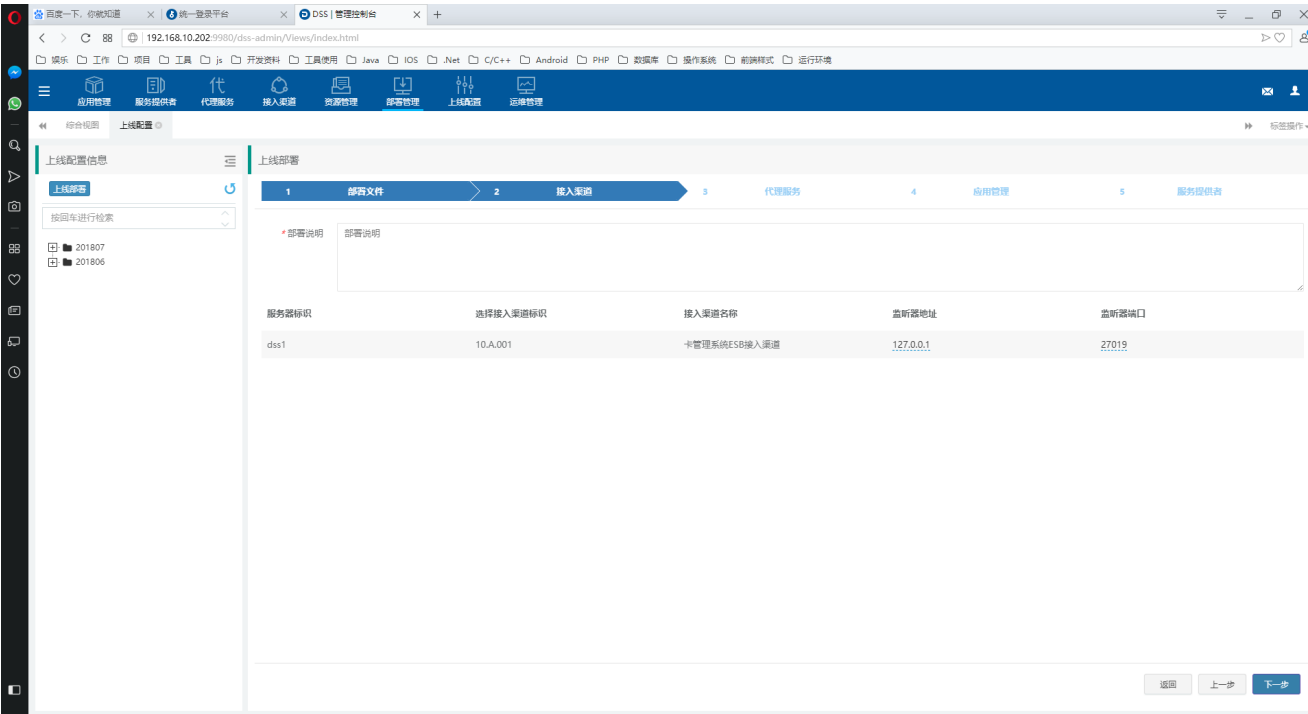 百度一下，你就知道 统一登录平台 DSS | 管理控制台
192.168.10.202:9980/dss-admin/Views/index.html
娱乐 工作 项目 工具 js 开发资料 工具使用 Java IOS .Net C/C++ Android PHP 数据库 操作系统 前端样式 运行环境
代
应用管理 服务提供者 代理服务 接入渠道 资源管理 部署管理 上线配置 运维管理
综合视图 上线配置 标签操作
上线配置信息 上线部署
上线部署 1 部署文件 2 接入渠道 3 代理服务 4 应用管理 5 服务提供者
按回车进行检索
*部署说明 部署说明
201807
201806
服务器标识 选择接入渠道标识 接入渠道名称 监听器地址 监听器端口
dss1 10.A.001 卡管理系统ESB接入渠道 127.0.0.1 27019
返回 上一步 下一步